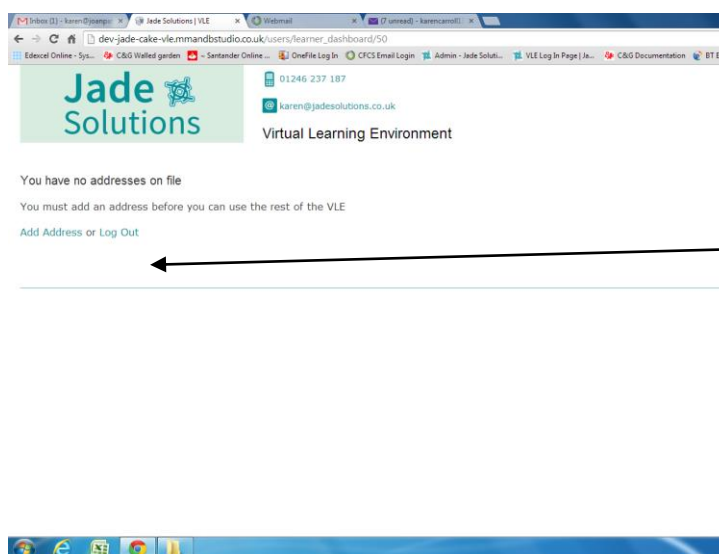 Inbox (1) - karen@joanpu
Jade Solutions | VLE
Webmail
(7 unread) - karencarroll1
dev-jade-cake-vle.mmandbstudio.co.uk/users/learner_dashboard/50
Edexcel Online - Sys...
C&G Walled garden
~ Santander Online ...
OneFile Log In
CFCS Email Login
Admin - Jade Soluti...
VLE Log In Page | Ja...
C&G Documentation
BT E
Jade
Solutions
01246 237 187
@ karen@jadesolutions.co.uk
Virtual Learning Environment
You have no addresses on file
You must add an address before you can use the rest of the VLE
Add Address or Log Out